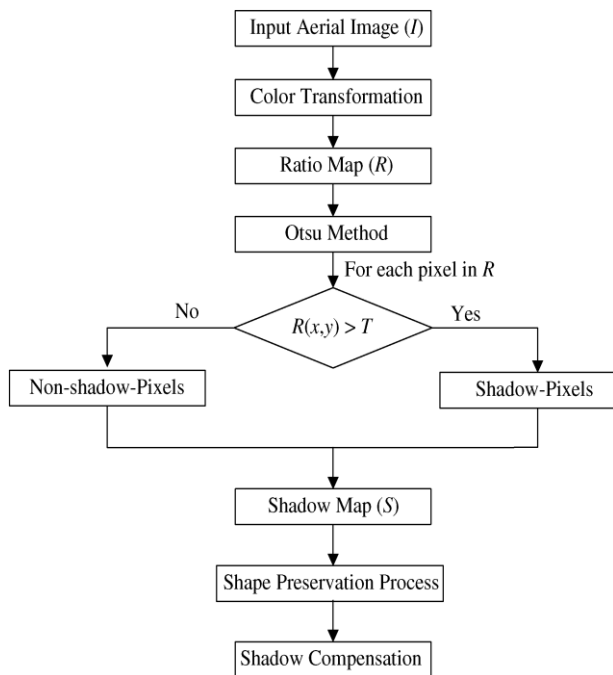 Input Aerial Image (I)
Color Transformation
Ratio Map (R)
Otsu Method
For each pixel in R
No
R(x,y) > T
Yes
Non-shadow-Pixels
Shadow-Pixels
Shadow Map (S)
Shape Preservation Process
Shadow Compensation